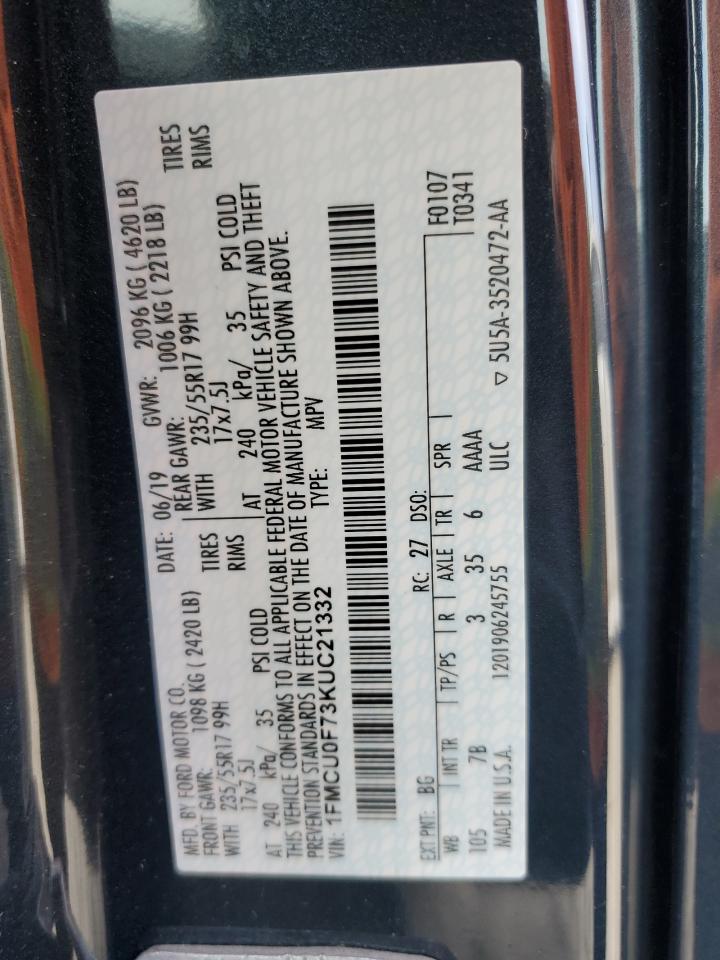 MFD. BY FORD MOTOR CO.
DATE: 06/19 GVWR: 2096 KG ( 4620 LB)
FRONT GAWR: 1098 KG ( 2420 LB) REAR GAWR: 1006 KG ( 2218 LB)
WITH 235/55R17 99H TIRES WITH 235/55R17 99H TIRES
17x7.5J RIMS 17x7.5J RIMS
AT 240 kPa/ 35 PSI COLD AT 240 kPa/ 35 PSI COLD
THIS VEHICLE CONFORMS TO ALL APPLICABLE FEDERAL MOTOR VEHICLE SAFETY AND THEFT
PREVENTION STANDARDS IN EFFECT ON THE DATE OF MANUFACTURE SHOWN ABOVE.
VIN: 1FMCU0F73KUC21332 TYPE: MPV
EXT PNT: BG RC: 27 DSO: F0107
WB INT TR TP/PS R AXLE TR SPR T0341
105 7B 3 35 6 AAAA
MADE IN U.S.A. 1201906245755 ULC ▽ 5U5A-3520472-AA